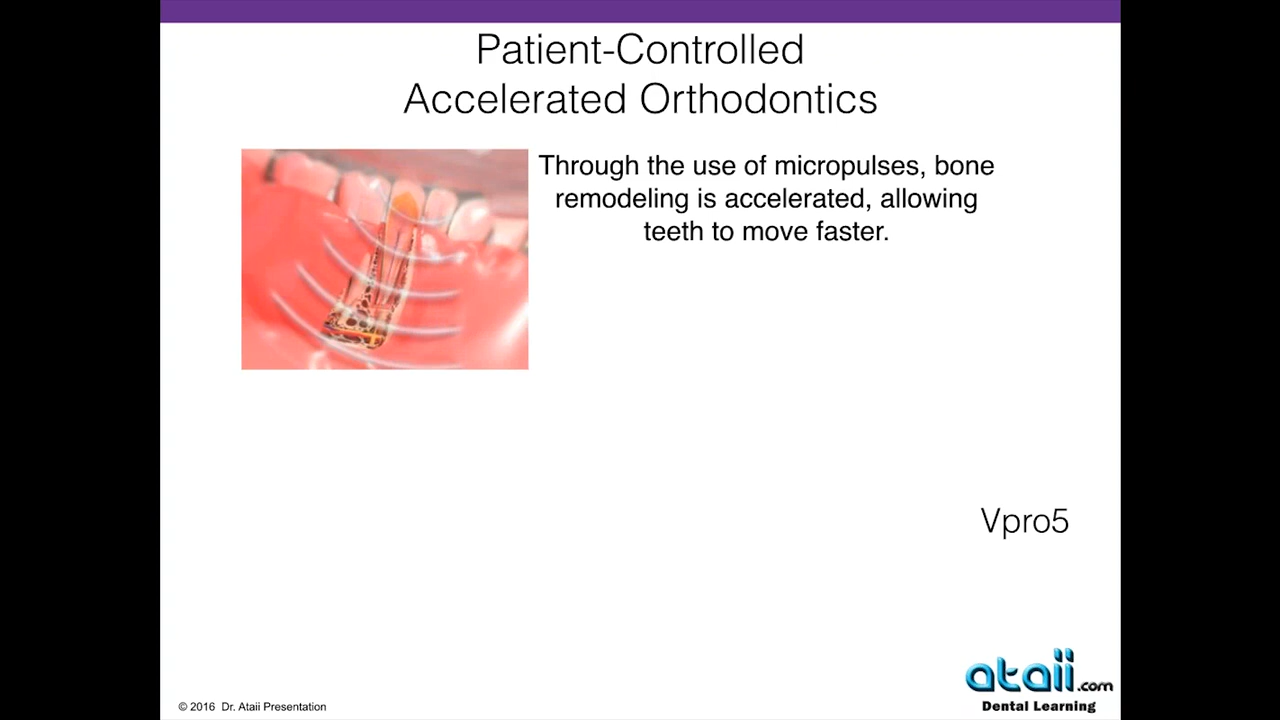 Patient-Controlled
Accelerated Orthodontics
Through the use of micropulses, bone
remodeling is accelerated, allowing
teeth to move faster.
Vpro5
ataii.com
Dental Learning
© 2016 Dr. Ataii Presentation